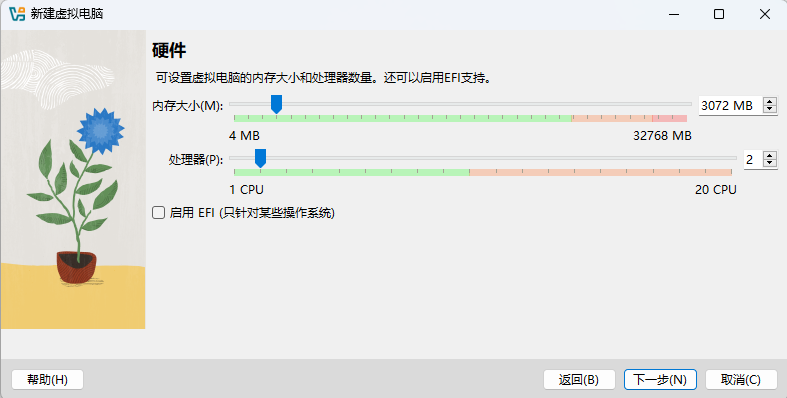 新建虚拟电脑
硬件
可设置虚拟电脑的内存大小和处理器数量。还可以启用EFI支持。
内存大小(M): 3072 MB
4 MB 32768 MB
处理器(P): 2
1 CPU 20 CPU
启用 EFI (只针对某些操作系统)
帮助(H) 返回(B) 下一步(N) 取消(C)